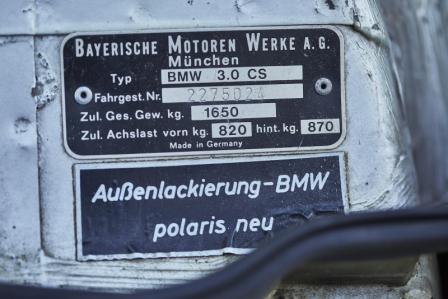 BAYERISCHE MOTOREN WERKE A.G.
München
Typ BMW 3.0 CS
Fahrgest. Nr. 2275024
Zul. Ges. Gew. kg. 1650
Zul. Achslast vorn kg. 820 hint. kg. 870
Made in Germany
Außenlackierung-BMW
polaris neu